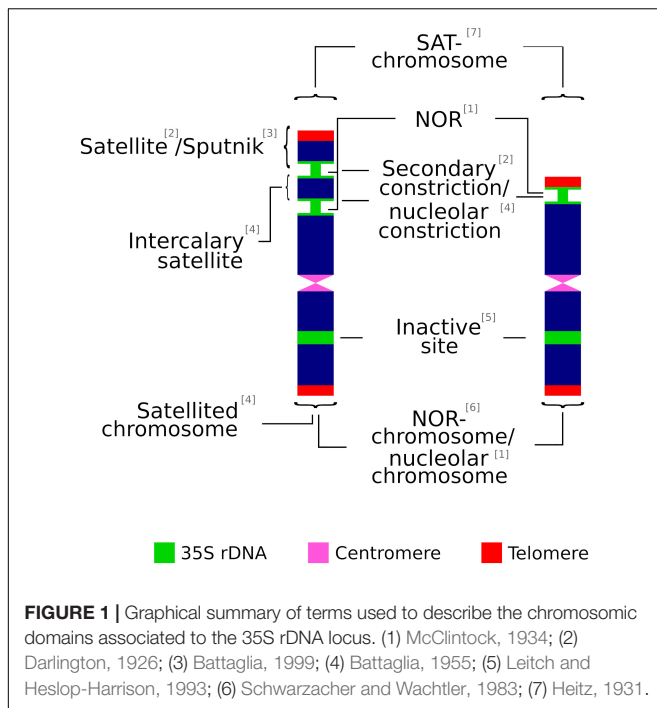 SAT-[7]
chromosome
NOR[1]
Satellite[2]/Sputnik[3]
Secondary[2]
constriction/
nucleolar[4]
constriction
Intercalary[4]
satellite
Inactive[5]
site
Satellited[4]
chromosome
NOR-[6]
chromosome/
nucleolar[1]
chromosome
35S rDNA
Centromere
Telomere
FIGURE 1 | Graphical summary of terms used to describe the chromosomic
domains associated to the 35S rDNA locus. (1) McClintock, 1934; (2)
Darlington, 1926; (3) Battaglia, 1999; (4) Battaglia, 1955; (5) Leitch and
Heslop-Harrison, 1993; (6) Schwarzacher and Wachtler, 1983; (7) Heitz, 1931.